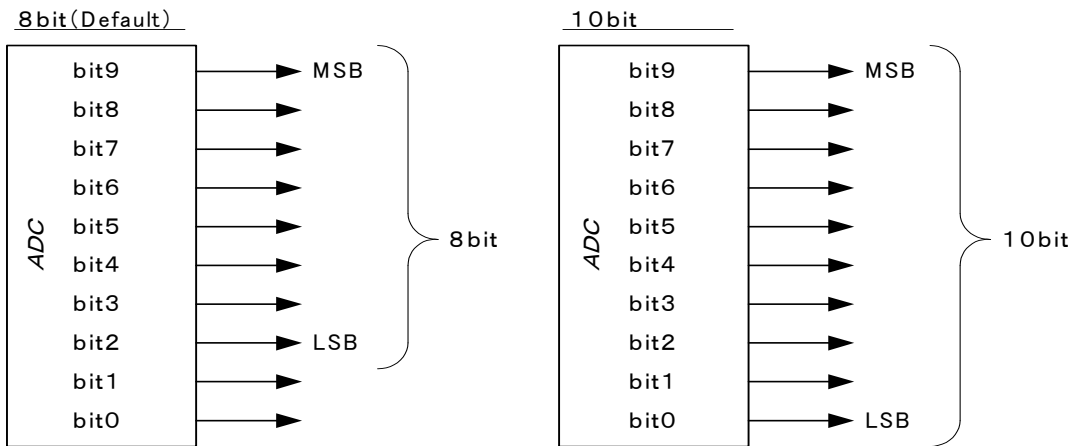 8bit(Default)
bit9 MSB
bit8
bit7
bit6
bit5
ADC
8bit
bit4
bit3
bit2 LSB
bit1
bit0
10bit
bit9 MSB
bit8
bit7
bit6
bit5
ADC
10bit
bit4
bit3
bit2
bit1
bit0 LSB